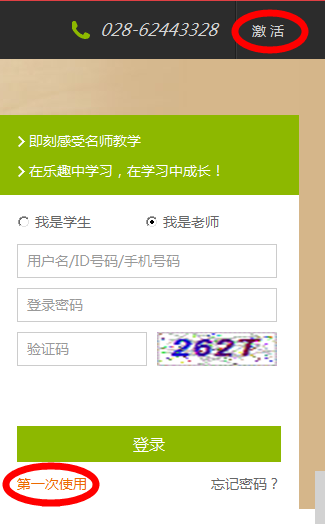 028-62443328 激活
> 即刻感受名师教学
> 在乐趣中学习，在学习中成长！
我是学生 我是老师
用户名/ID号码/手机号码
登录密码
验证码 262T
登录
第一次使用 忘记密码？